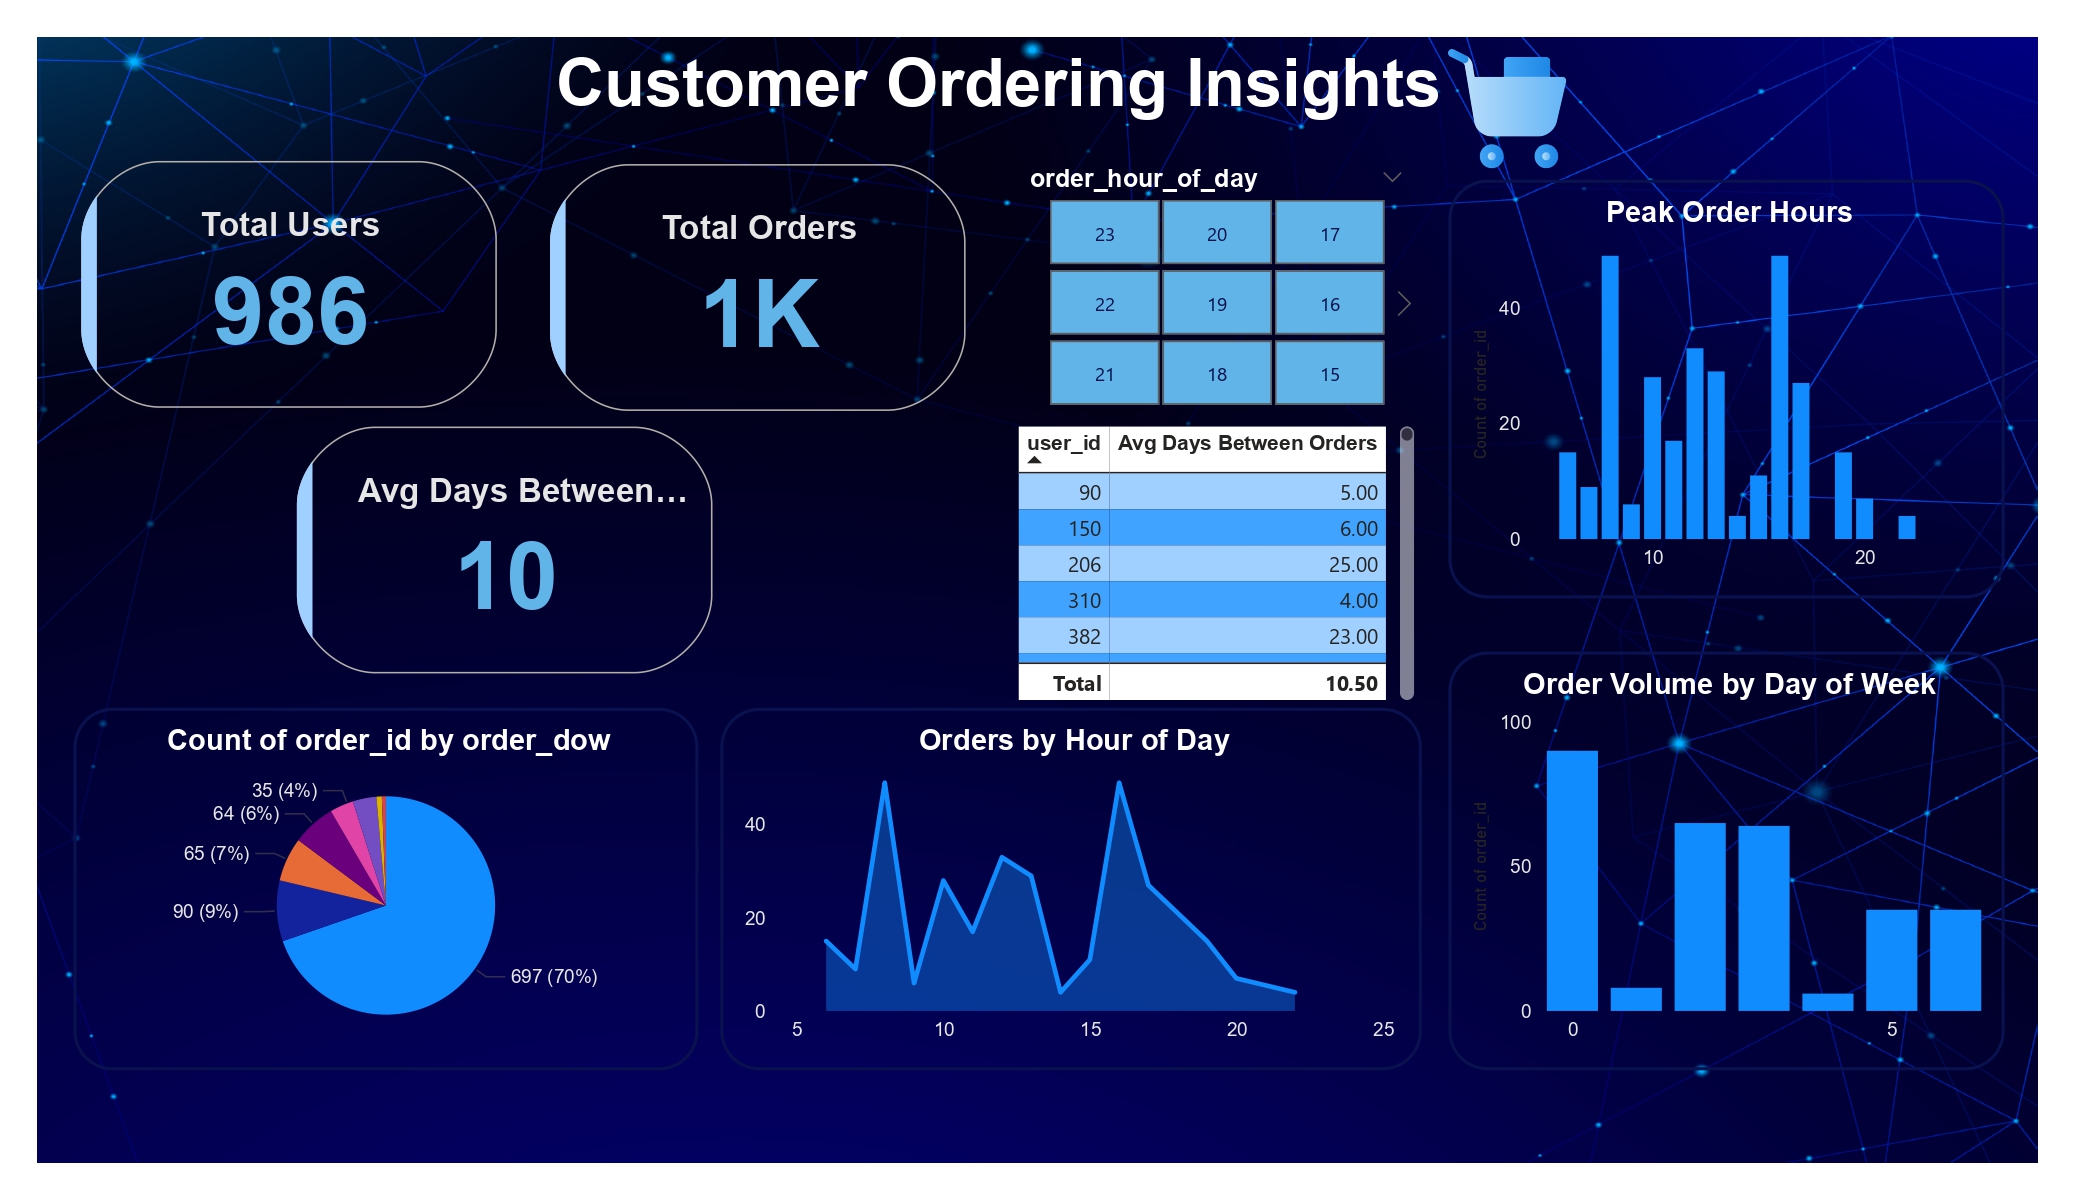 Customer Ordering Insights
Total Users
986
Total Orders
1K
Avg Days Between…
10
order_hour_of_day
23 20 17
22 19 16
21 18 15
user_id Avg Days Between Orders
90 5.00
150 6.00
206 25.00
310 4.00
382 23.00
Total 10.50
Peak Order Hours
Count of order_id
40
20
0
10 20
Count of order_id by order_dow
35 (4%)
64 (6%)
65 (7%)
90 (9%)
697 (70%)
Orders by Hour of Day
40
20
0
5 10 15 20 25
Order Volume by Day of Week
Count of order_id
100
50
0
0 5